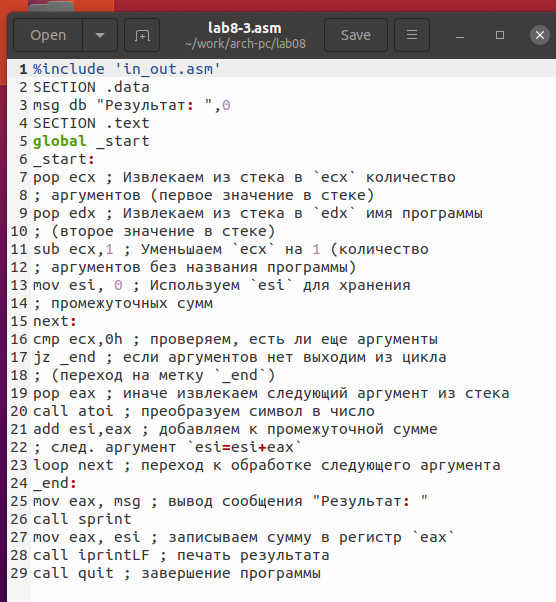 Open
lab8-3.asm
~/work/arch-pc/lab08
Save
1 %include 'in_out.asm'
2 SECTION .data
3 msg db "Результат: ",0
4 SECTION .text
5 global _start
6 _start:
7 pop ecx ; Извлекаем из стека в `ecx` количество
8 ; аргументов (первое значение в стеке)
9 pop edx ; Извлекаем из стека в `edx` имя программы
10 ; (второе значение в стеке)
11 sub ecx,1 ; Уменьшаем `ecx` на 1 (количество
12 ; аргументов без названия программы)
13 mov esi, 0 ; Используем `esi` для хранения
14 ; промежуточных сумм
15 next:
16 cmp ecx,0h ; проверяем, есть ли еще аргументы
17 jz _end ; если аргументов нет выходим из цикла
18 ; (переход на метку `_end`)
19 pop eax ; иначе извлекаем следующий аргумент из стека
20 call atoi ; преобразуем символ в число
21 add esi,eax ; добавляем к промежуточной сумме
22 ; след. аргумент `esi=esi+eax`
23 loop next ; переход к обработке следующего аргумента
24 _end:
25 mov eax, msg ; вывод сообщения "Результат: "
26 call sprint
27 mov eax, esi ; записываем сумму в регистр `eax`
28 call iprintLF ; печать результата
29 call quit ; завершение программы